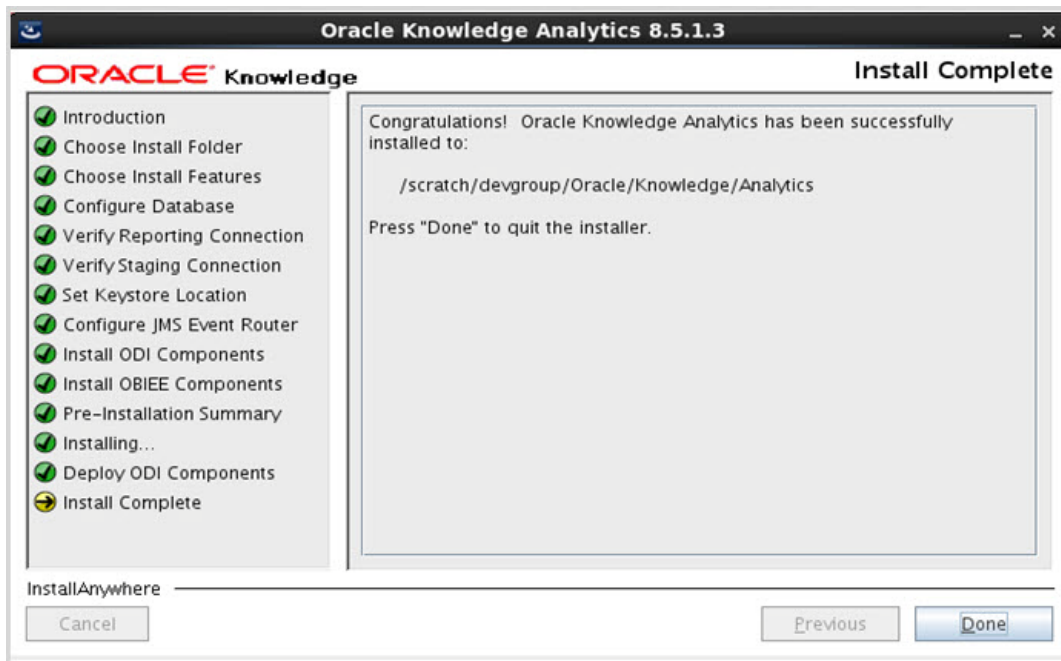 Oracle Knowledge Analytics 8.5.1.3
ORACLE® Knowledge
Install Complete
Introduction
Choose Install Folder
Choose Install Features
Configure Database
Verify Reporting Connection
Verify Staging Connection
Set Keystore Location
Configure JMS Event Router
Install ODI Components
Install OBIEE Components
Pre-Installation Summary
Installing...
Deploy ODI Components
Install Complete
Congratulations! Oracle Knowledge Analytics has been successfully
installed to:
/scratch/devgroup/Oracle/Knowledge/Analytics
Press "Done" to quit the installer.
InstallAnywhere
Cancel
Previous
Done